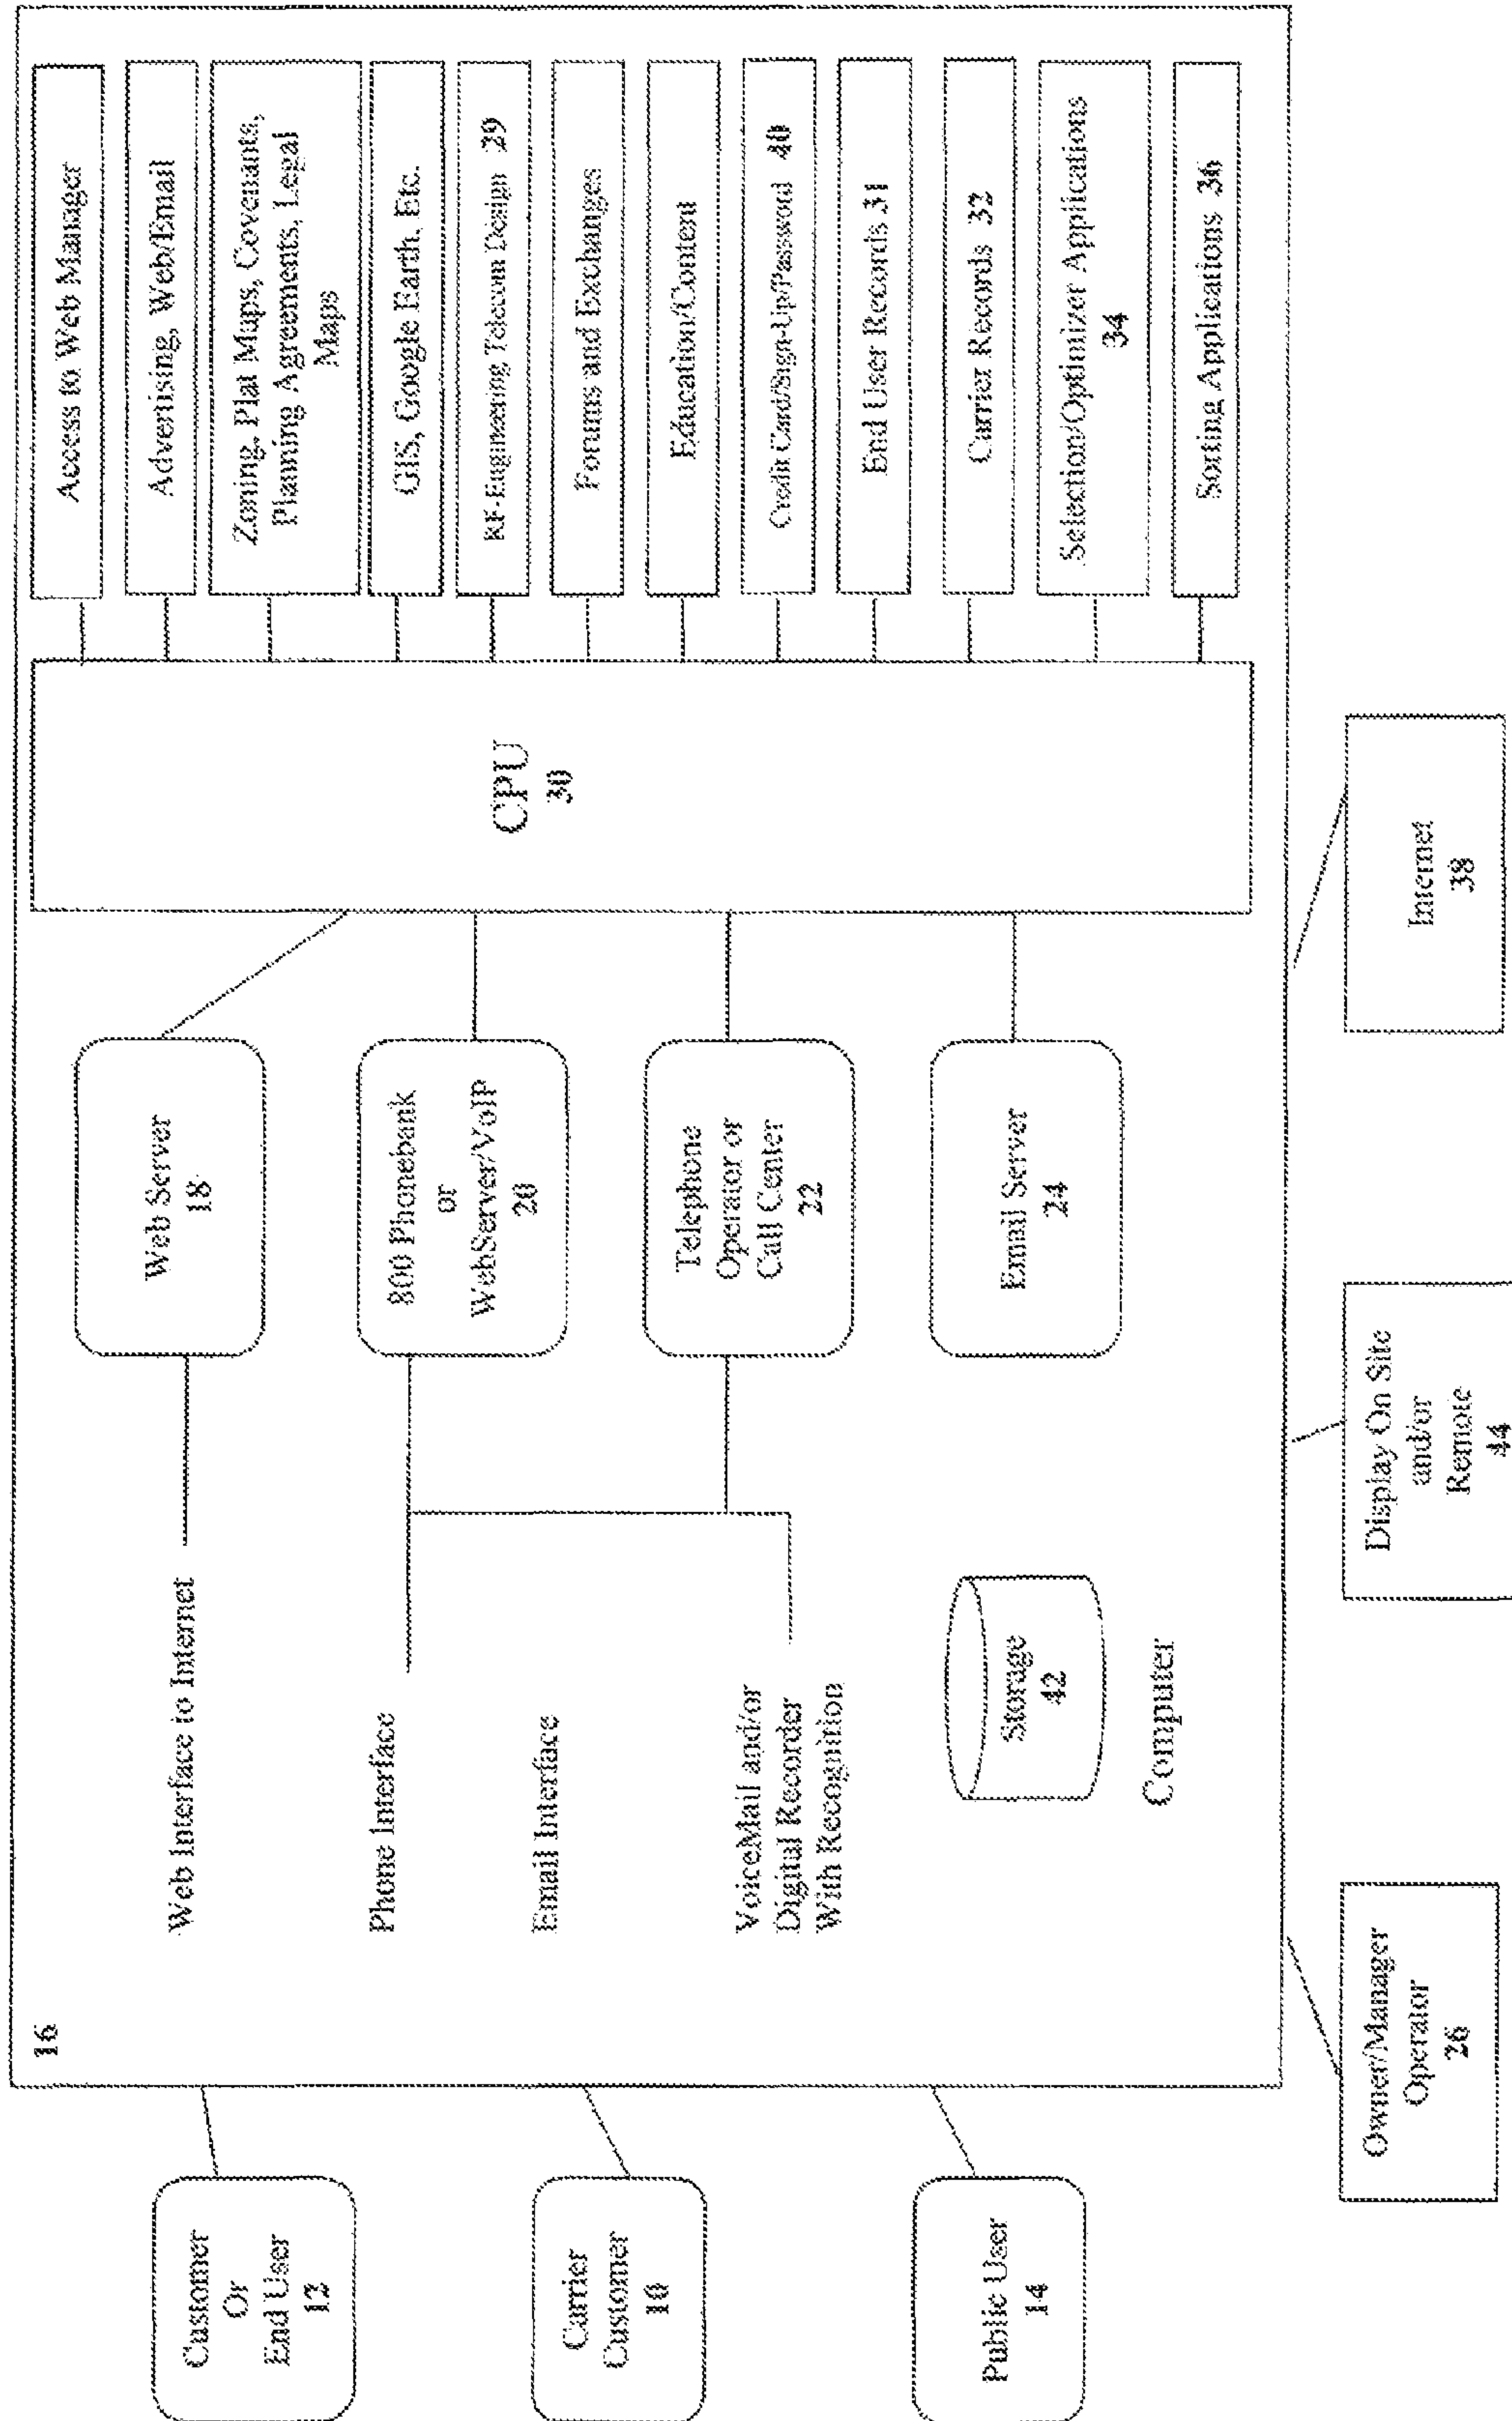 16
Customer
Or
End User
12
Carrier
Customer
10
Public User
14
Web Interface to Internet
Phone Interface
Email Interface
VoiceMail and/or
Digital Recorder
With Recognition
Storage
42
Computer
Web Server
18
800 Phonebank
or
WebServer/VoIP
20
Telephone
Operator or
Call Center
22
Email Server
24
CPU
30
Access to Web Manager
Advertising, Web/Email
Zoning, Plat Maps, Covenants,
Planning Agreements, Legal
Maps
GIS, Google Earth, Etc.
RF-Engineering Telecom Design 29
Forums and Exchanges
Education/Content
Credit Card/Sign-Up/Password 40
End User Records 31
Carrier Records 32
Selection/Optimizer Applications
34
Sorting Applications 36
Owner/Manager
Operator
26
Display On Site
and/or
Remote
44
Internet
38